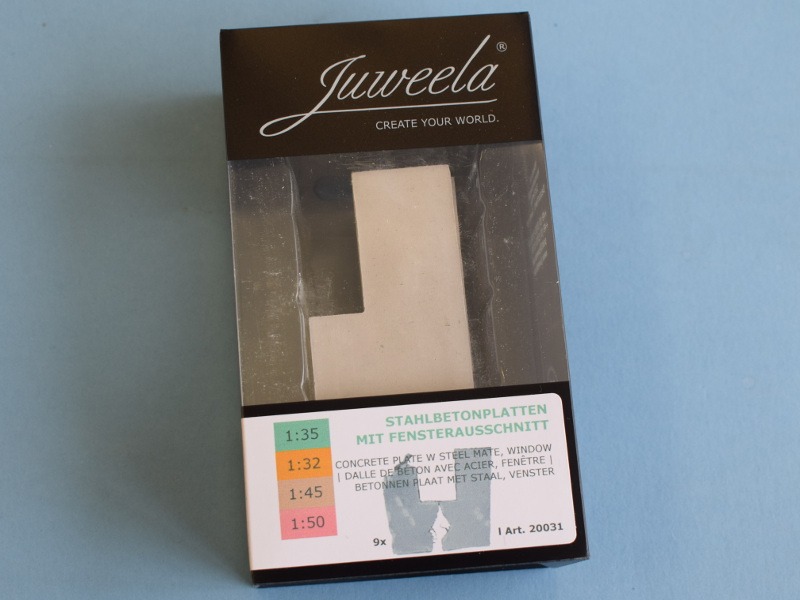 Juweela®
CREATE YOUR WORLD.
1:35
1:32
1:45
1:50
STAHLBETONPLATTEN
MIT FENSTERAUSSCHNITT
CONCRETE PLATE W STEEL MATE, WINDOW
| DALLE DE BÉTON AVEC ACIER, FENÊTRE |
BETONNEN PLAAT MET STAAL, VENSTER
9x
| Art. 20031